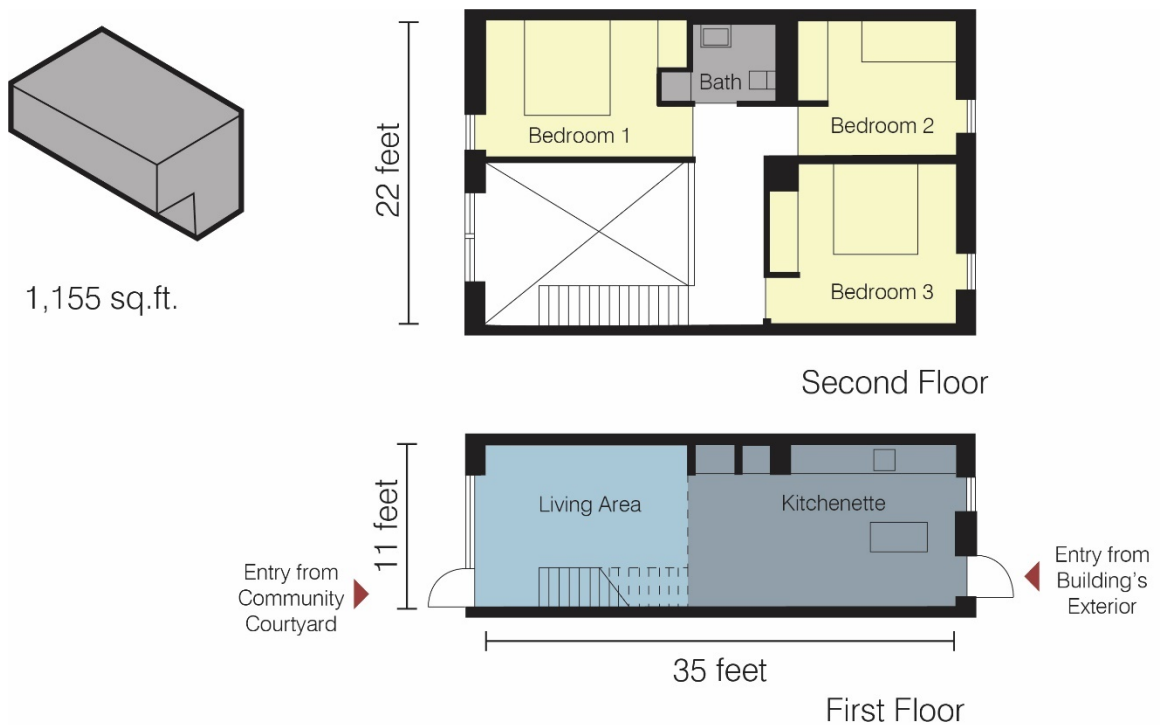 1,155 sq.ft.
22 feet
Bath
Bedroom 1
Bedroom 2
Bedroom 3
Second Floor
11 feet
Living Area
Kitchenette
Entry from
Community
Courtyard
Entry from
Building's
Exterior
35 feet
First Floor